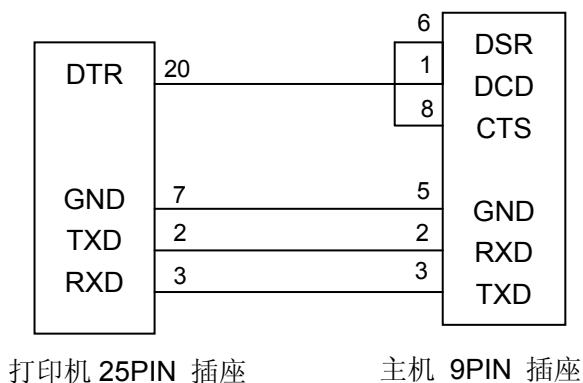 6
DSR
DTR 20 1
DCD
8
CTS
GND 7 5 GND
TXD 2 2 RXD
RXD 3 3 TXD
打印机 25PIN 插座 主机 9PIN 插座